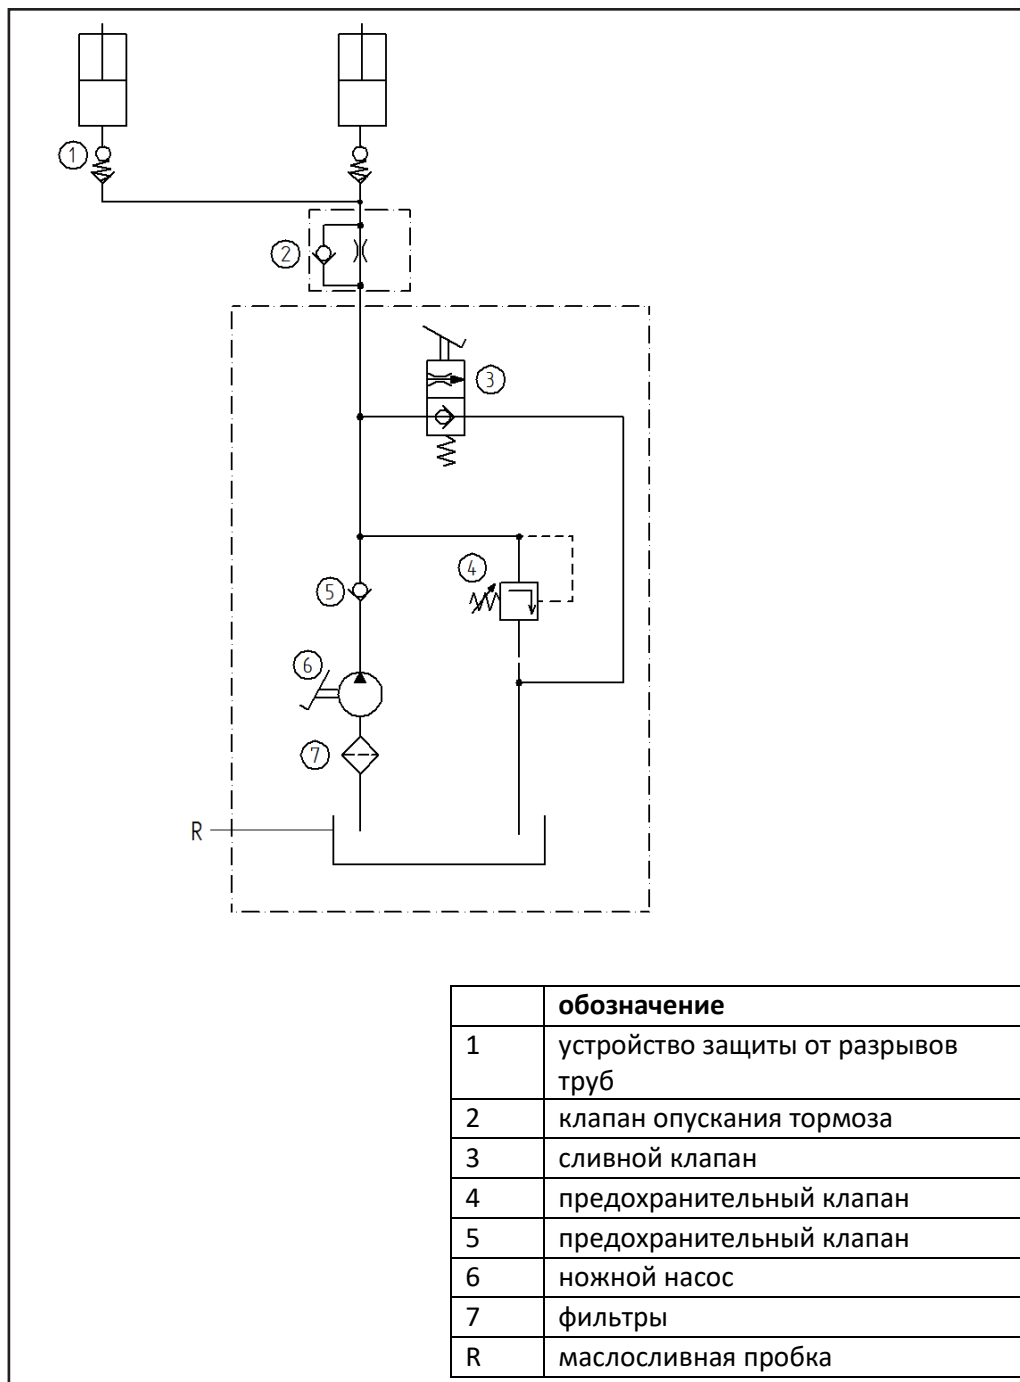 1
2
3
4
5
6
7
R
обозначение
1 устройство защиты от разрывов
труб
2 клапан опускания тормоза
3 сливной клапан
4 предохранительный клапан
5 предохранительный клапан
6 ножной насос
7 фильтры
R маслосливная пробка